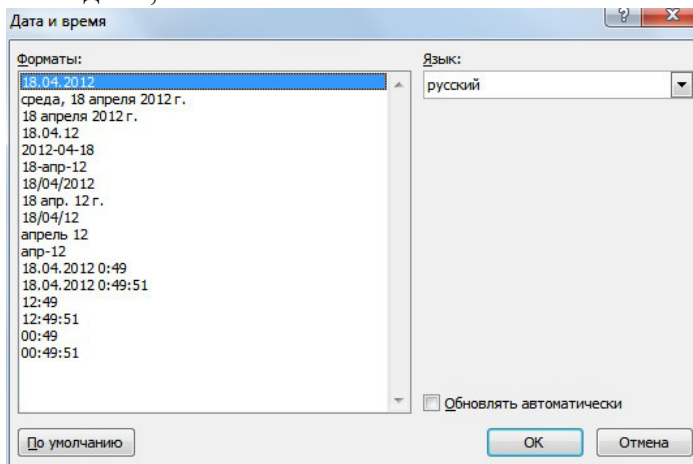 Дата и время
Форматы:
Язык:
18.04.2012
русский
среда, 18 апреля 2012 г.
18 апреля 2012 г.
18.04.12
2012-04-18
18-апр-12
18/04/2012
18 апр. 12 г.
18/04/12
апрель 12
апр-12
18.04.2012 0:49
18.04.2012 0:49:51
12:49
12:49:51
00:49
00:49:51
Обновлять автоматически
По умолчанию
ОК
Отмена